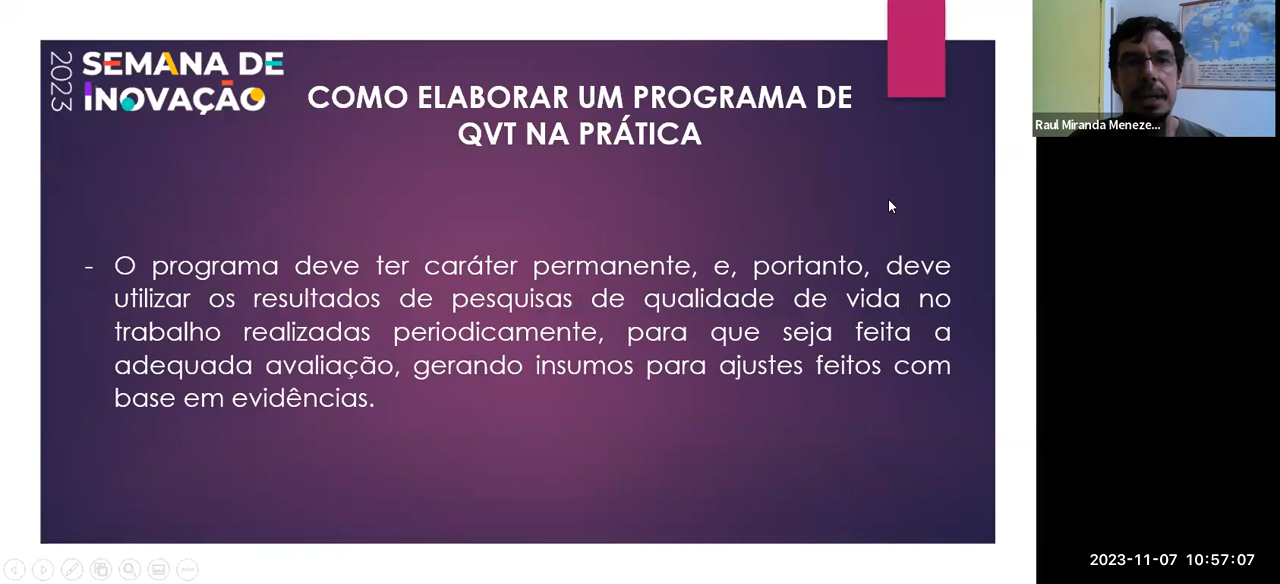 2023
SEMANA DE
INOVAÇÃO
COMO ELABORAR UM PROGRAMA DE
QVT NA PRÁTICA
- O programa deve ter caráter permanente, e, portanto, deve
utilizar os resultados de pesquisas de qualidade de vida no
trabalho realizadas periodicamente, para que seja feita a
adequada avaliação, gerando insumos para ajustes feitos com
base em evidências.
Raul Miranda Meneze...
2023-11-07 10:57:07